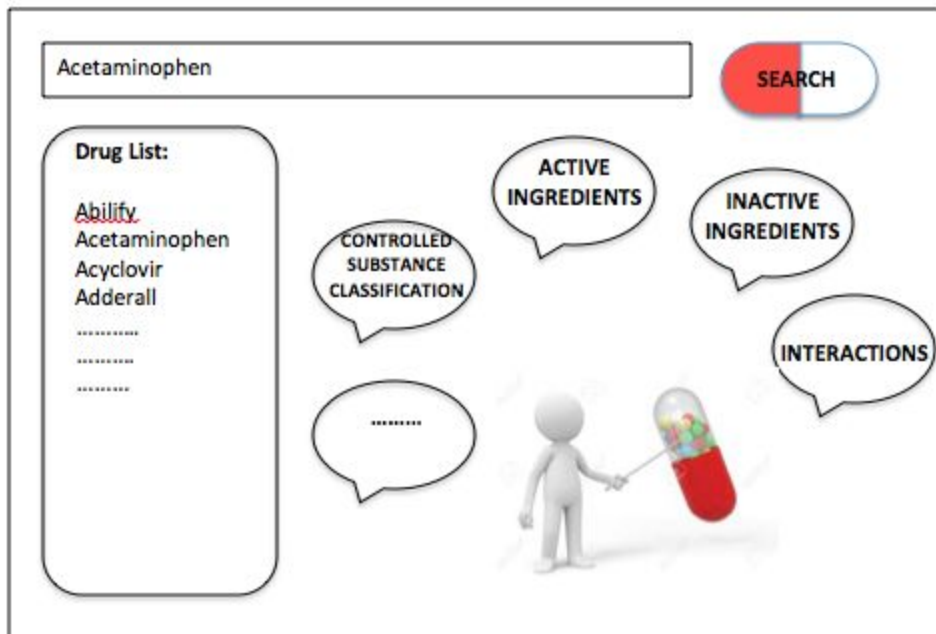 Acetaminophen
SEARCH
Drug List:
Abilify
Acetaminophen
Acyclovir
Adderall
...........
..........
.........
ACTIVE
INGREDIENTS
INACTIVE
INGREDIENTS
CONTROLLED
SUBSTANCE
CLASSIFICATION
INTERACTIONS
.........